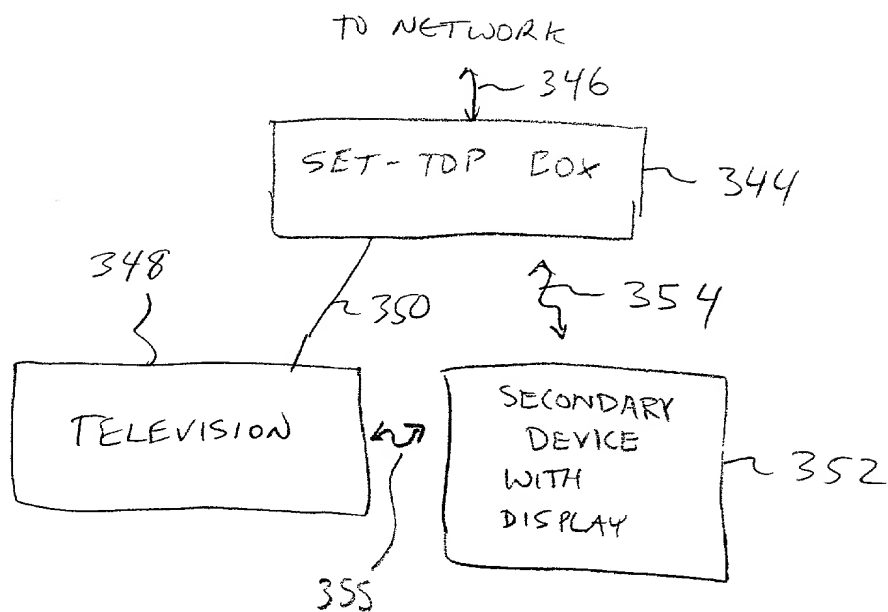 TO NETWORK
346
SET-TOP BOX
344
348
350
354
TELEVISION
SECONDARY
DEVICE
WITH
DISPLAY
352
355